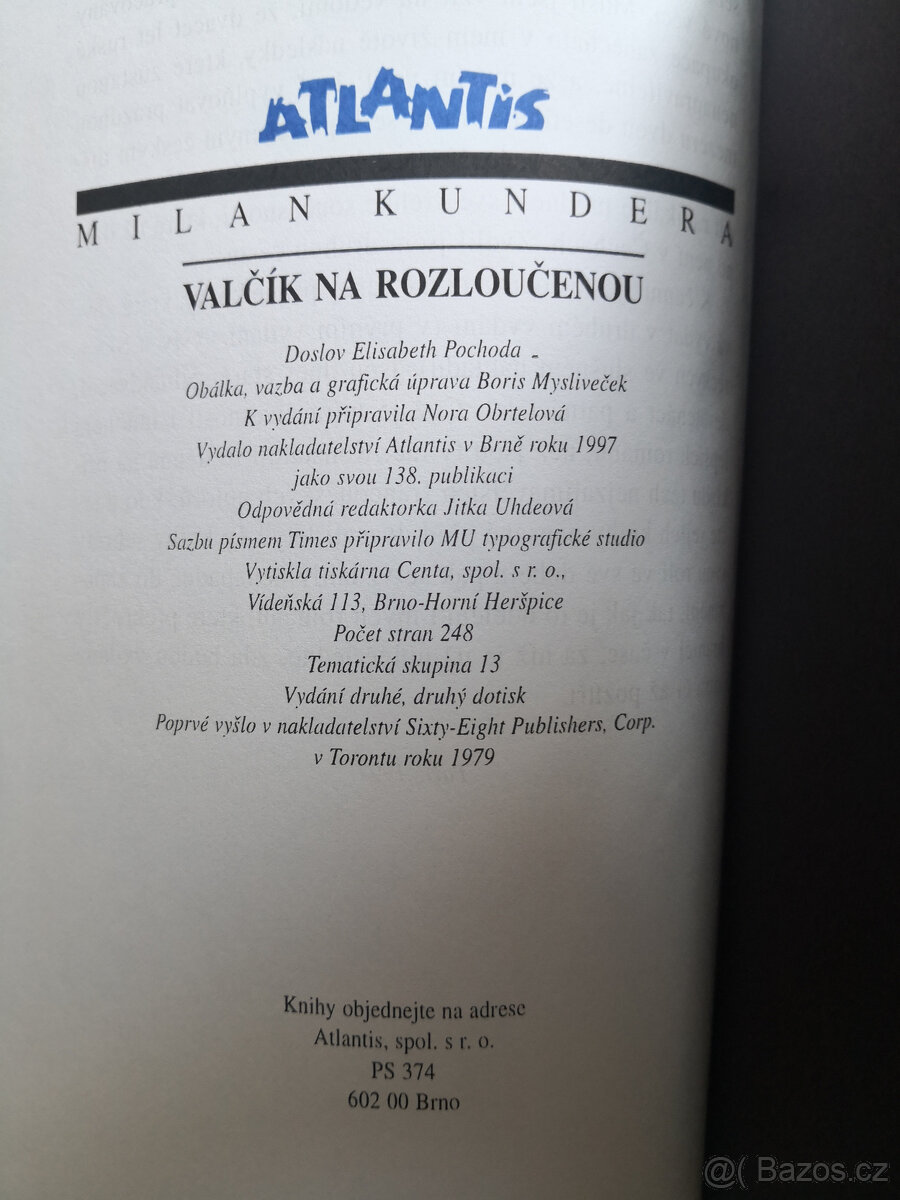 ATLANTIS
MILAN KUNDERA
VALČÍK NA ROZLOUČENOU
Doslov Elisabeth Pochoda
Obálka, vazba a grafická úprava Boris Mysliveček
K vydání připravila Nora Obrtelová
Vydalo nakladatelství Atlantis v Brně roku 1997
jako svou 138. publikaci
Odpovědná redaktorka Jitka Uhdeová
Sazbu písmem Times připravilo MU typografické studio
Vytiskla tiskárna Centa, spol. s r. o.,
Vídeňská 113, Brno-Horní Heršpice
Počet stran 248
Tematická skupina 13
Vydání druhé, druhý dotisk
Poprvé vyšlo v nakladatelství Sixty-Eight Publishers, Corp.
v Torontu roku 1979
Knihy objednejte na adrese
Atlantis, spol. s r. o.
PS 374
602 00 Brno
@( Bazos.cz